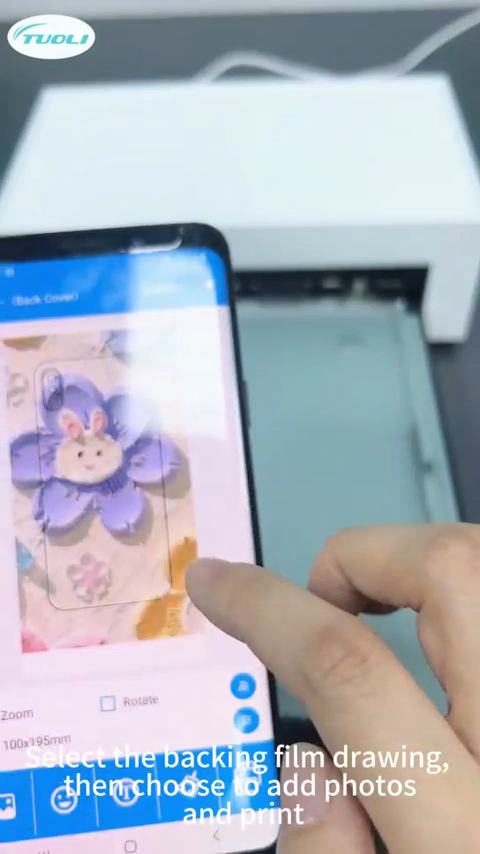 TUOLI
(Back Cover)
Zoom
Rotate
100x195mm
Select the backing film drawing,
then choose to add photos
and print